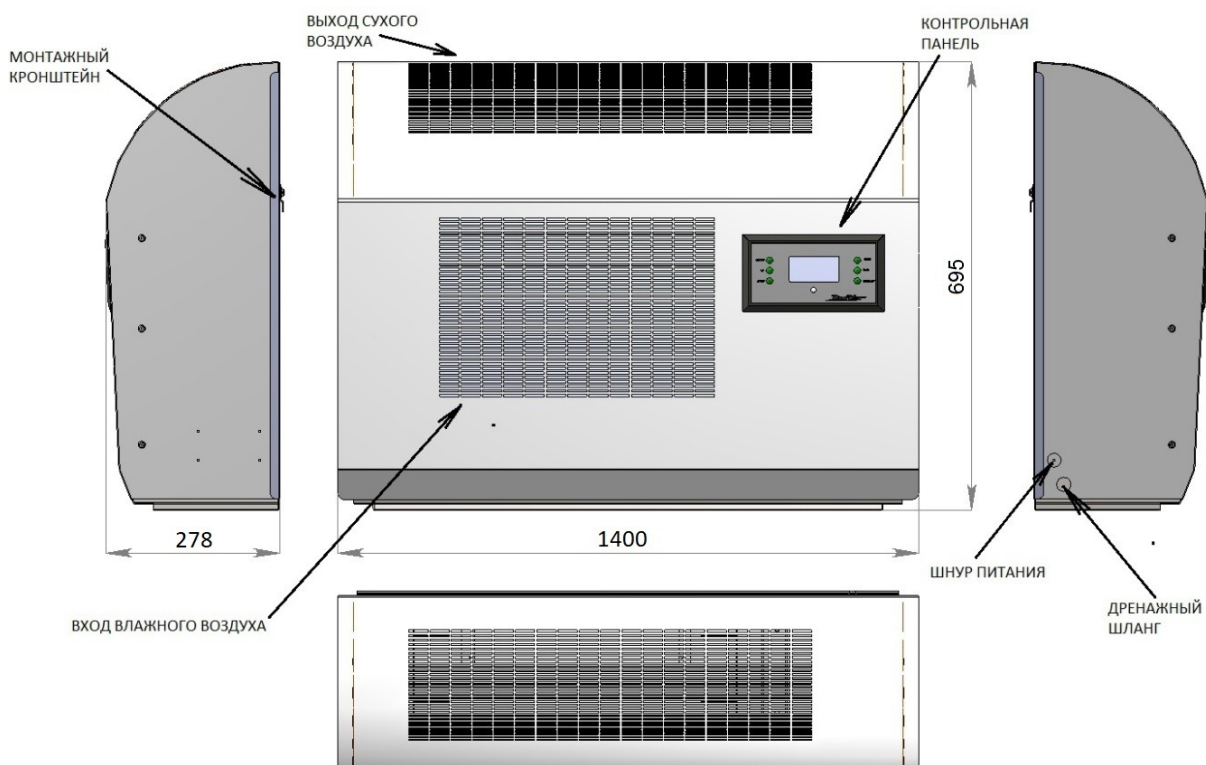 ВЫХОД СУХОГО
ВОЗДУХА
КОНТРОЛЬНАЯ
ПАНЕЛЬ
МОНТАЖНЫЙ
КРОНШТЕЙН
695
278
1400
ШНУР ПИТАНИЯ
ВХОД ВЛАЖНОГО ВОЗДУХА
ДРЕНАЖНЫЙ
ШЛАНГ